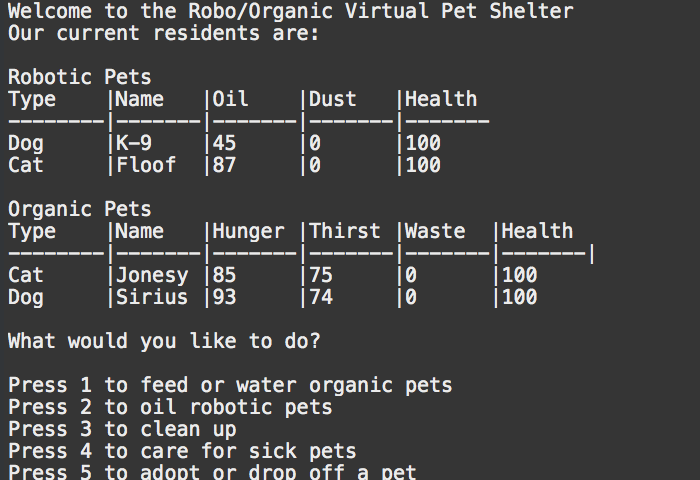 Welcome to the Robo/Organic Virtual Pet Shelter
Our current residents are:
Robotic Pets
Type    |Name   |Oil    |Dust   |Health
--------|-------|-------|-------|-------
Dog     |K-9    |45     |0      |100
Cat     |Floof  |87     |0      |100
Organic Pets
Type    |Name   |Hunger |Thirst |Waste  |Health
--------|-------|-------|-------|-------|-------|
Cat     |Jonesy |85     |75     |0      |100
Dog     |Sirius |93     |74     |0      |100
What would you like to do?
Press 1 to feed or water organic pets
Press 2 to oil robotic pets
Press 3 to clean up
Press 4 to care for sick pets
Press 5 to adopt or drop off a pet